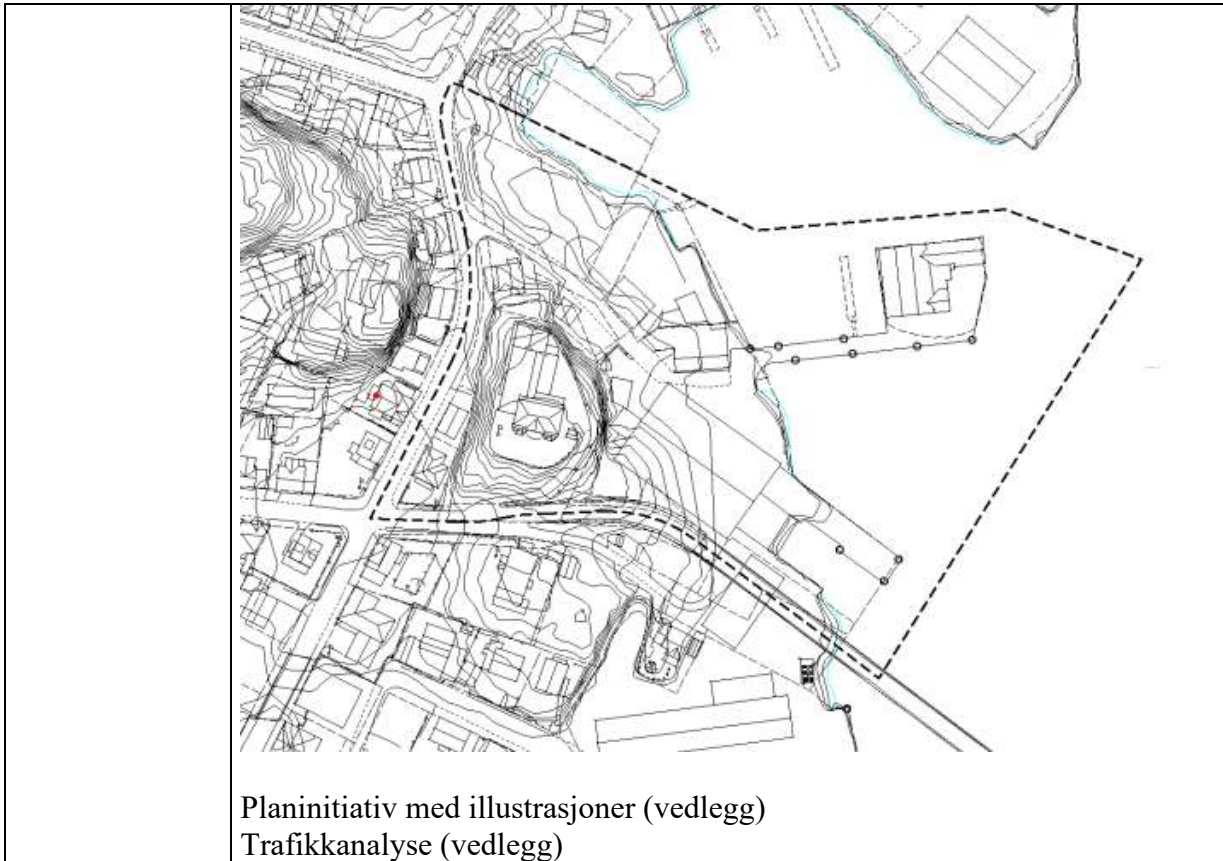 Planinitiativ med illustrasjoner (vedlegg)
Trafikkanalyse (vedlegg)